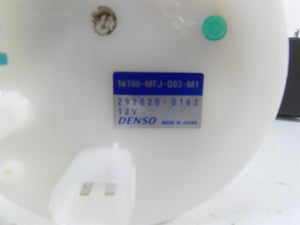 16700-MFJ-D03-M1
292020-0162
12V
DENSO MADE IN JAPAN